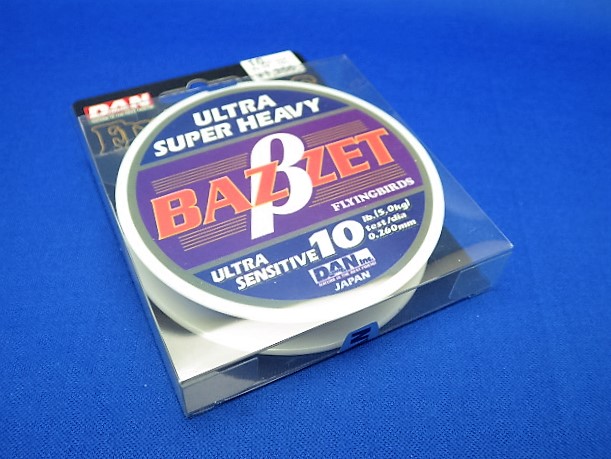 DAN
ULTRA
SUPER HEAVY
BAZZET
β
FLYINGBIRDS
ULTRA
SENSITIVE
10
lb.(5.0kg)
test/dia
0.260mm
DAN Inc.
JAPAN